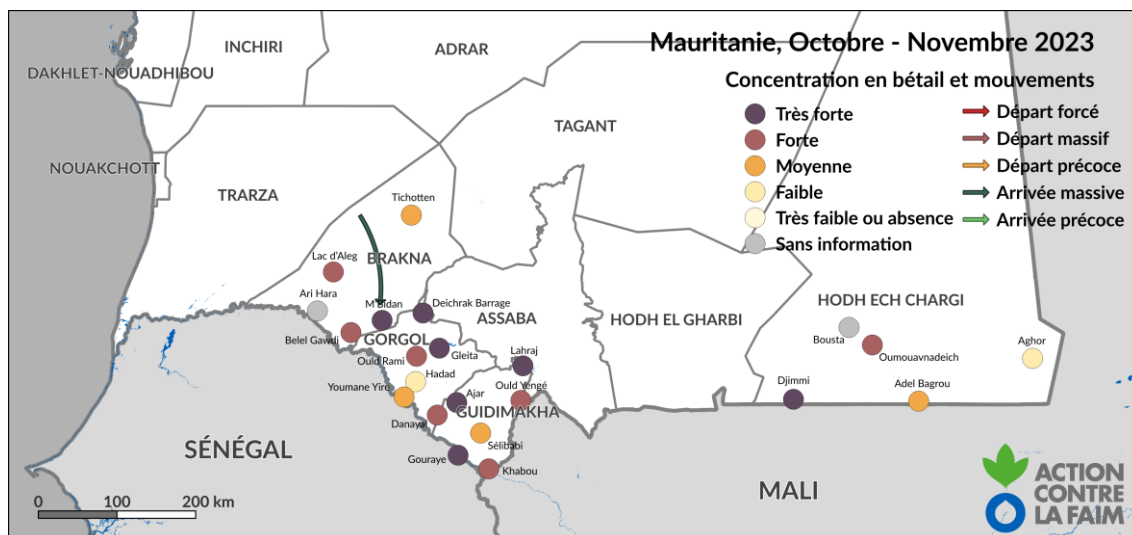 Mauritanie, Octobre - Novembre 2023
Concentration en bétail et mouvements
Très forte
Forte
Moyenne
Faible
Très faible ou absence
Sans information
Départ forcé
Départ massif
Départ précoce
Arrivée massive
Arrivée précoce
INCHIRI
ADRAR
DAKHLET-NOUADHIBOU
TAGANT
NOUAKCHOTT
TRARZA
Tichotten
Lac d'Aleg
BRAKNA
Ari Hara
M'Bidan
Deichrak Barrage
ASSABA
HODH EL GHARBI
HODH ECH CHARGI
Belel Gawdi
GORGOL
Gleita
Ould Rami
Lahraj
Bousta
Oumouavnadeich
Aghor
Hadad
Youmane Yire
Ajar
Ould Yengé
Djimmi
Adel Bagrou
GUIDIMAKHA
Danayal
Sélibabi
Gouraye
Khabou
SÉNÉGAL
MALI
0 100 200 km
ACTION
CONTRE
LA FAIM